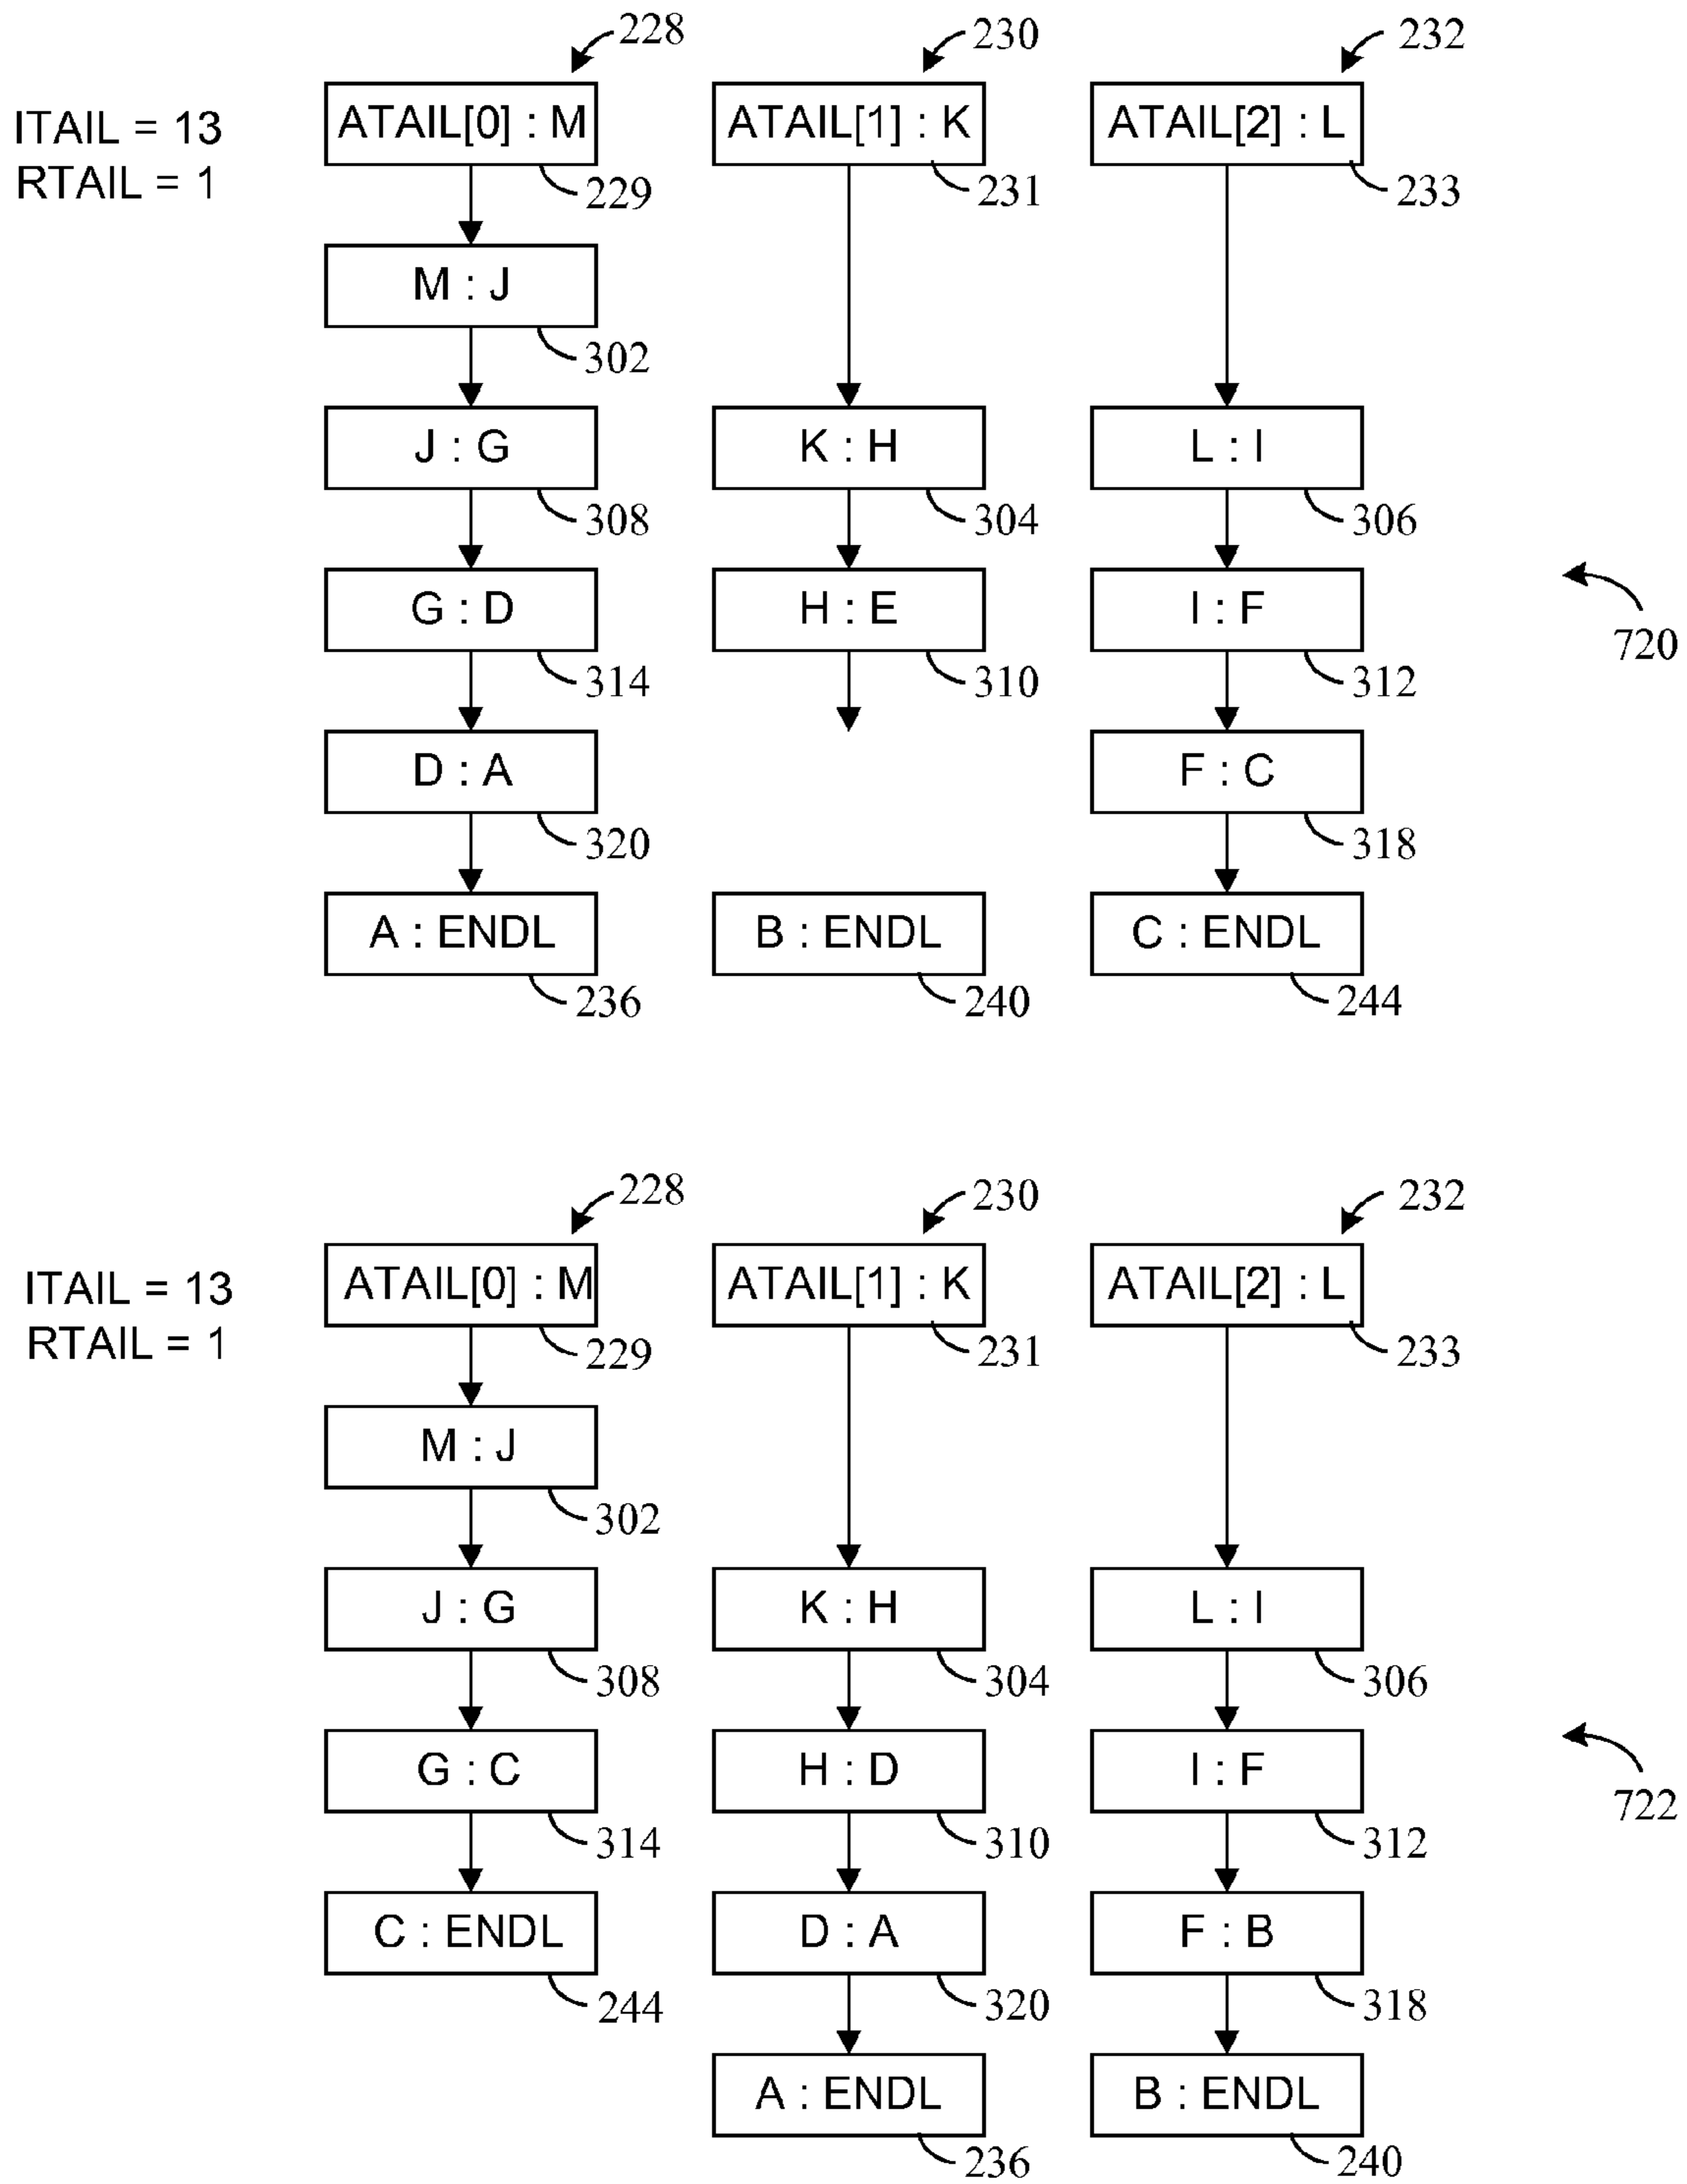 228 230 232
ATAIL[0] : M ATAIL[1] : K ATAIL[2] : L
ITAIL = 13
RTAIL = 1
229 231 233
M : J
302
J : G K : H L : I
308 304 306
G : D H : E I : F
314 310 312
720
D : A F : C
320 318
A : ENDL B : ENDL C : ENDL
236 240 244
228 230 232
ATAIL[0] : M ATAIL[1] : K ATAIL[2] : L
ITAIL = 13
RTAIL = 1
229 231 233
M : J
302
J : G K : H L : I
308 304 306
G : C H : D I : F
722
314 310 312
C : ENDL D : A F : B
244 320 318
A : ENDL B : ENDL
236 240